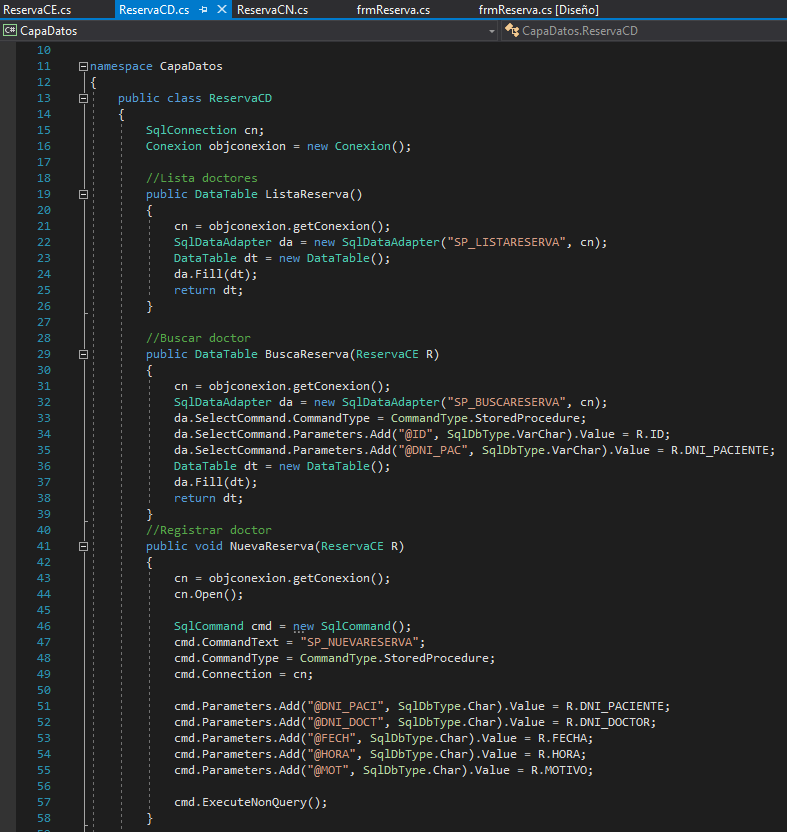 ReservaCE.cs ReservaCD.cs ReservaCN.cs frmReserva.cs frmReserva.cs [Diseño]
C# CapaDatos CapaDatos.ReservaCD
10
11 namespace CapaDatos
12 {
13 public class ReservaCD
14 {
15 SqlConnection cn;
16 Conexion objconexion = new Conexion();
17
18 //Lista doctores
19 public DataTable ListaReserva()
20 {
21 cn = objconexion.getConexion();
22 SqlDataAdapter da = new SqlDataAdapter("SP_LISTARESERVA", cn);
23 DataTable dt = new DataTable();
24 da.Fill(dt);
25 return dt;
26 }
27
28 //Buscar doctor
29 public DataTable BuscaReserva(ReservaCE R)
30 {
31 cn = objconexion.getConexion();
32 SqlDataAdapter da = new SqlDataAdapter("SP_BUSCARESERVA", cn);
33 da.SelectCommand.CommandType = CommandType.StoredProcedure;
34 da.SelectCommand.Parameters.Add("@ID", SqlDbType.VarChar).Value = R.ID;
35 da.SelectCommand.Parameters.Add("@DNI_PAC", SqlDbType.VarChar).Value = R.DNI_PACIENTE;
36 DataTable dt = new DataTable();
37 da.Fill(dt);
38 return dt;
39 }
40 //Registrar doctor
41 public void NuevaReserva(ReservaCE R)
42 {
43 cn = objconexion.getConexion();
44 cn.Open();
45
46 SqlCommand cmd = new SqlCommand();
47 cmd.CommandText = "SP_NUEVARESERVA";
48 cmd.CommandType = CommandType.StoredProcedure;
49 cmd.Connection = cn;
50
51 cmd.Parameters.Add("@DNI_PACI", SqlDbType.Char).Value = R.DNI_PACIENTE;
52 cmd.Parameters.Add("@DNI_DOCT", SqlDbType.Char).Value = R.DNI_DOCTOR;
53 cmd.Parameters.Add("@FECH", SqlDbType.Char).Value = R.FECHA;
54 cmd.Parameters.Add("@HORA", SqlDbType.Char).Value = R.HORA;
55 cmd.Parameters.Add("@MOT", SqlDbType.Char).Value = R.MOTIVO;
56
57 cmd.ExecuteNonQuery();
58 }